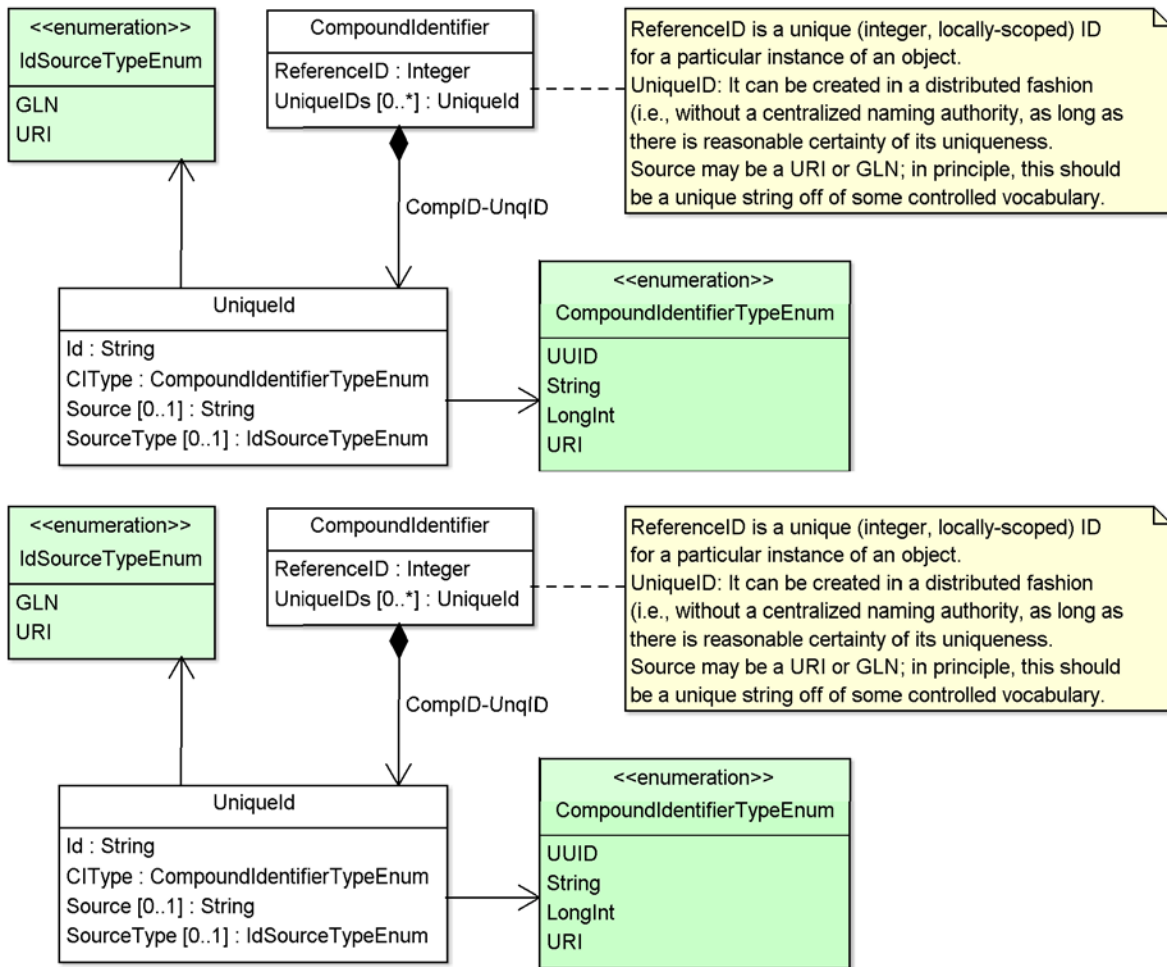 <<enumeration>>
IdSourceTypeEnum
GLN
URI
CompoundIdentifier
ReferenceID : Integer
UniqueIDs [0..*] : UniqueId
ReferenceID is a unique (integer, locally-scoped) ID
for a particular instance of an object.
UniqueID: It can be created in a distributed fashion
(i.e., without a centralized naming authority, as long as
there is reasonable certainty of its uniqueness.
Source may be a URI or GLN; in principle, this should
be a unique string off of some controlled vocabulary.
CompID-UnqID
UniqueId
Id : String
CIType : CompoundIdentifierTypeEnum
Source [0..1] : String
SourceType [0..1] : IdSourceTypeEnum
<<enumeration>>
CompoundIdentifierTypeEnum
UUID
String
LongInt
URI
<<enumeration>>
IdSourceTypeEnum
GLN
URI
CompoundIdentifier
ReferenceID : Integer
UniqueIDs [0..*] : UniqueId
ReferenceID is a unique (integer, locally-scoped) ID
for a particular instance of an object.
UniqueID: It can be created in a distributed fashion
(i.e., without a centralized naming authority, as long as
there is reasonable certainty of its uniqueness.
Source may be a URI or GLN; in principle, this should
be a unique string off of some controlled vocabulary.
CompID-UnqID
UniqueId
Id : String
CIType : CompoundIdentifierTypeEnum
Source [0..1] : String
SourceType [0..1] : IdSourceTypeEnum
<<enumeration>>
CompoundIdentifierTypeEnum
UUID
String
LongInt
URI